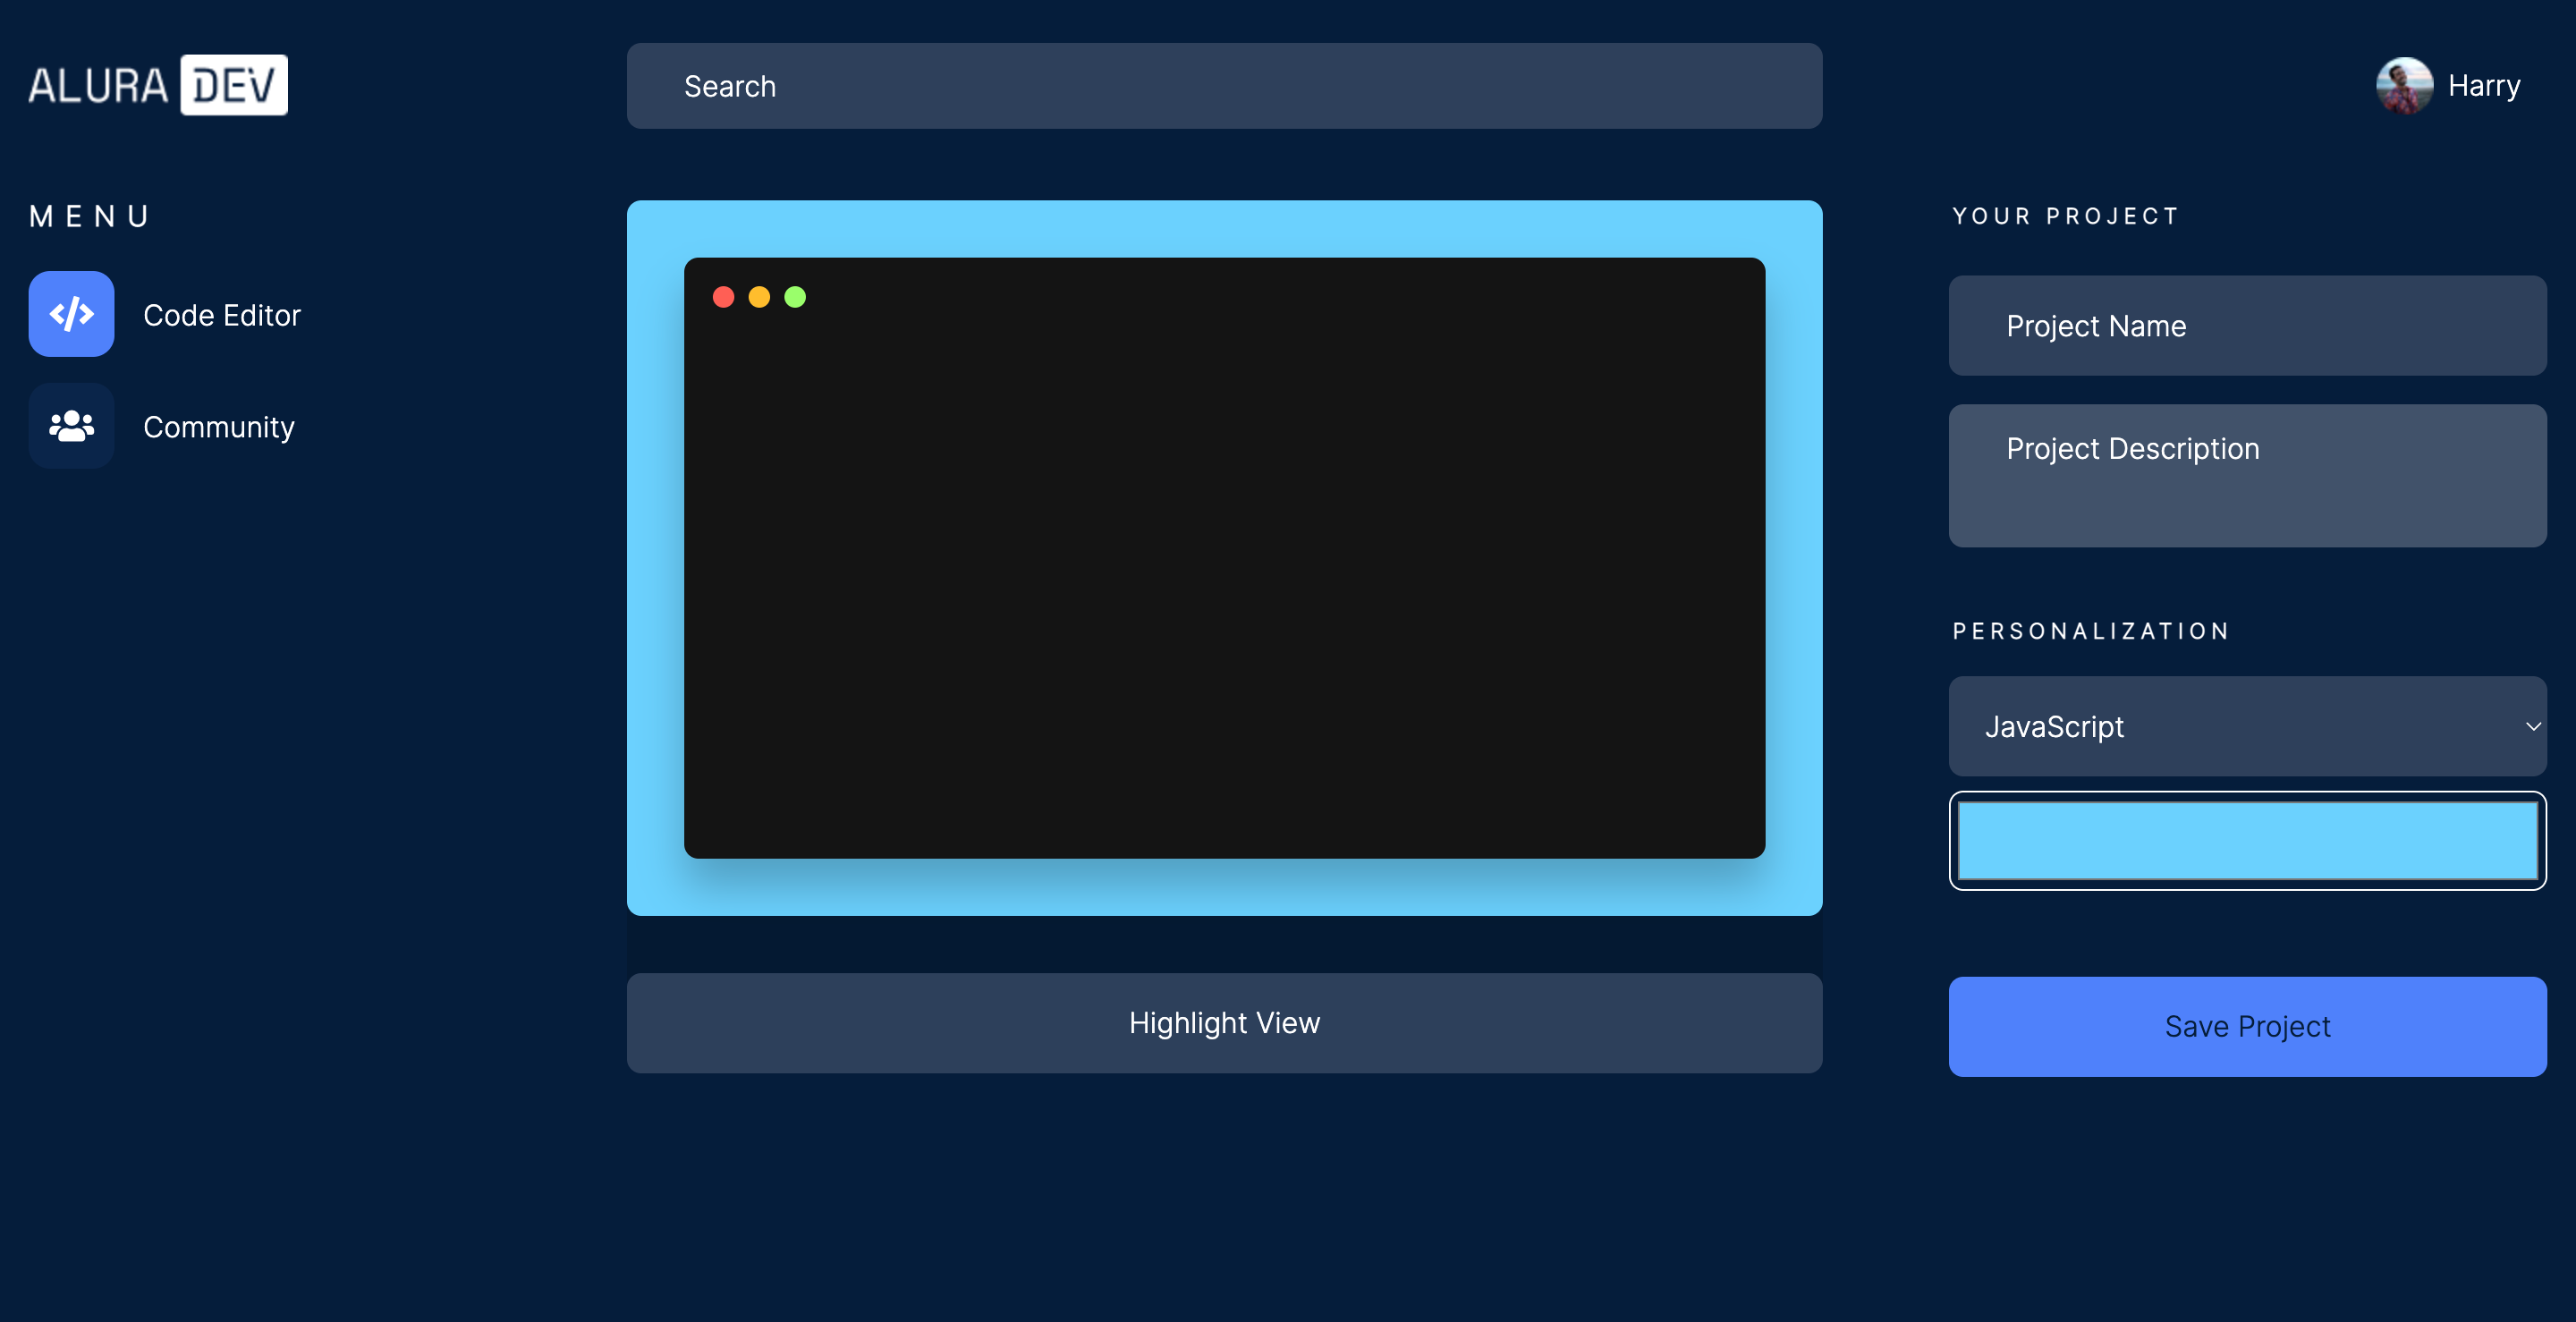 ALURA DEV
Search
Harry
MENU
Code Editor
Community
Highlight View
YOUR PROJECT
Project Name
Project Description
PERSONALIZATION
JavaScript
Save Project